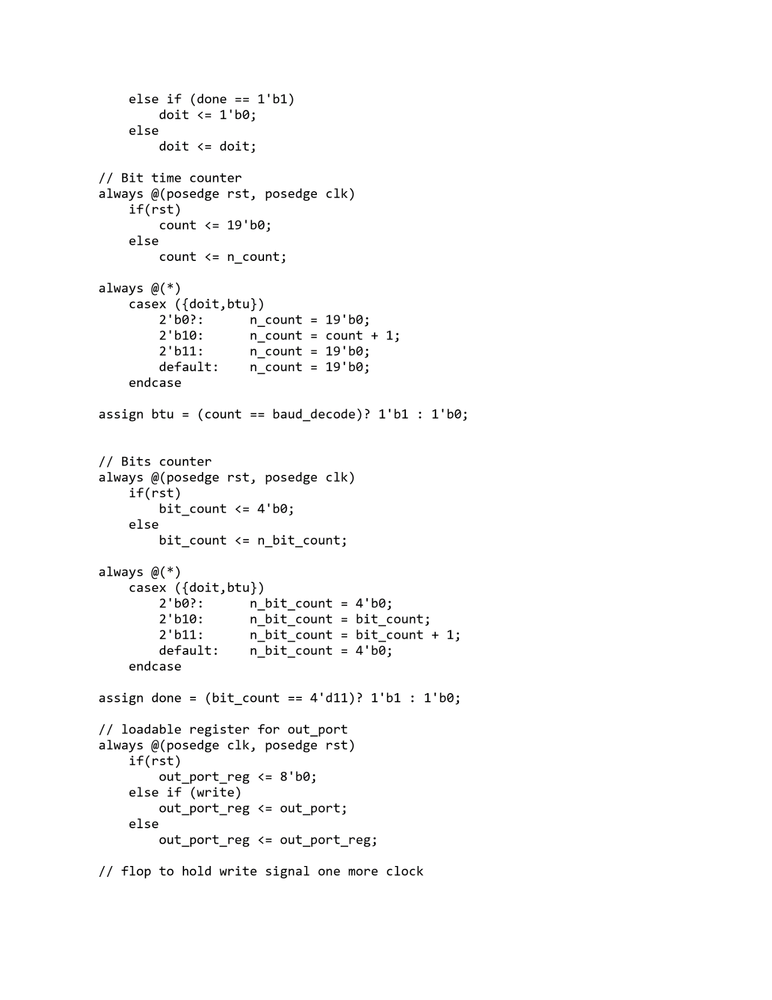 else if (done == 1'b1)
doit <= 1'b0;
else
doit <= doit;
// Bit time counter
always @(posedge rst, posedge clk)
if(rst)
count <= 19'b0;
else
count <= n_count;
always @(*)
casex ({doit,btu})
2'b0?: n_count = 19'b0;
2'b10: n_count = count + 1;
2'b11: n_count = 19'b0;
default: n_count = 19'b0;
endcase
assign btu = (count == baud_decode)? 1'b1 : 1'b0;
// Bits counter
always @(posedge rst, posedge clk)
if(rst)
bit_count <= 4'b0;
else
bit_count <= n_bit_count;
always @(*)
casex ({doit,btu})
2'b0?: n_bit_count = 4'b0;
2'b10: n_bit_count = bit_count;
2'b11: n_bit_count = bit_count + 1;
default: n_bit_count = 4'b0;
endcase
assign done = (bit_count == 4'd11)? 1'b1 : 1'b0;
// loadable register for out_port
always @(posedge clk, posedge rst)
if(rst)
out_port_reg <= 8'b0;
else if (write)
out_port_reg <= out_port;
else
out_port_reg <= out_port_reg;
// flop to hold write signal one more clock